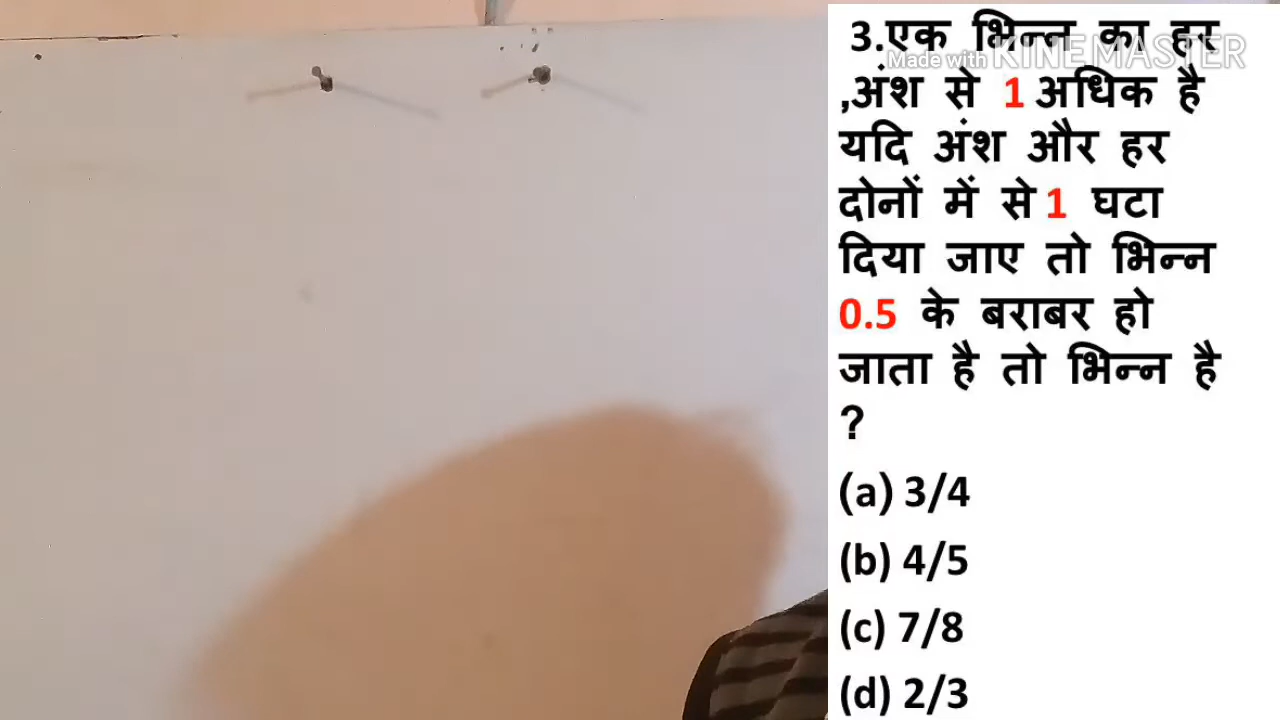 3.एक भिन्न का हर
Made with KINEMASTER
,अंश से 1 अधिक है
यदि अंश और हर
दोनों में से 1 घटा
दिया जाए तो भिन्न
0.5 के बराबर हो
जाता है तो भिन्न है
?
(a) 3/4
(b) 4/5
(c) 7/8
(d) 2/3